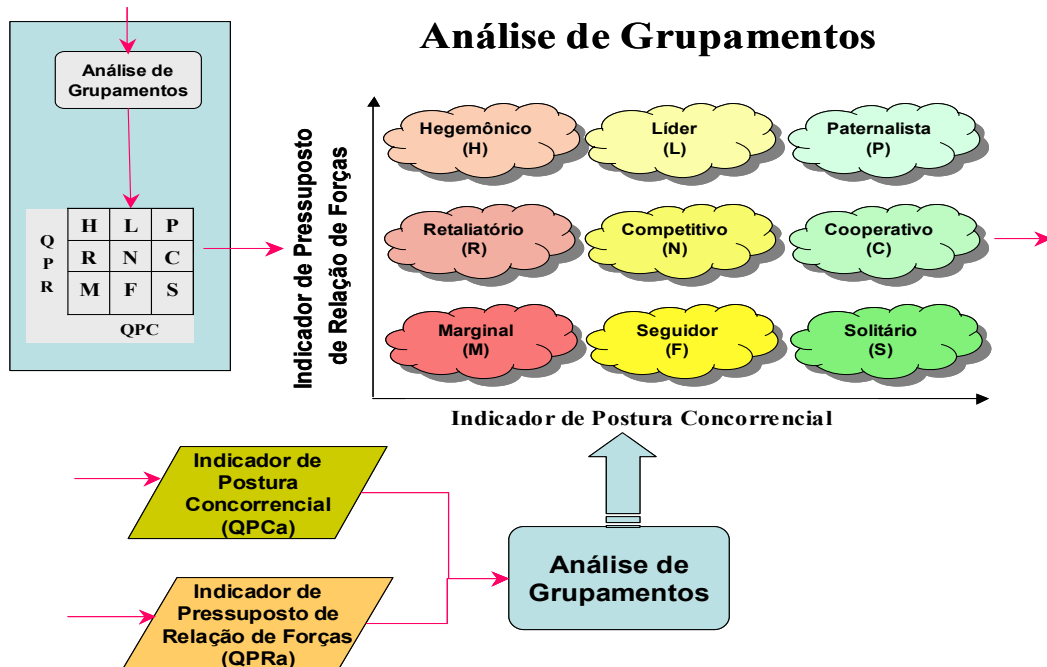 Análise de Grupamentos
Análise de
Grupamentos
H L P
R N C
M F S
Q
P
R
QPC
Indicador de Pressuposto
de Relação de Forças
Hegemônico
(H)
Líder
(L)
Paternalista
(P)
Retaliatório
(R)
Competitivo
(N)
Cooperativo
(C)
Marginal
(M)
Seguidor
(F)
Solitário
(S)
Indicador de Postura Concorrencial
Indicador de
Postura
Concorrencial
(QPCa)
Indicador de
Pressuposto de
Relação de Forças
(QPRa)
Análise de
Grupamentos